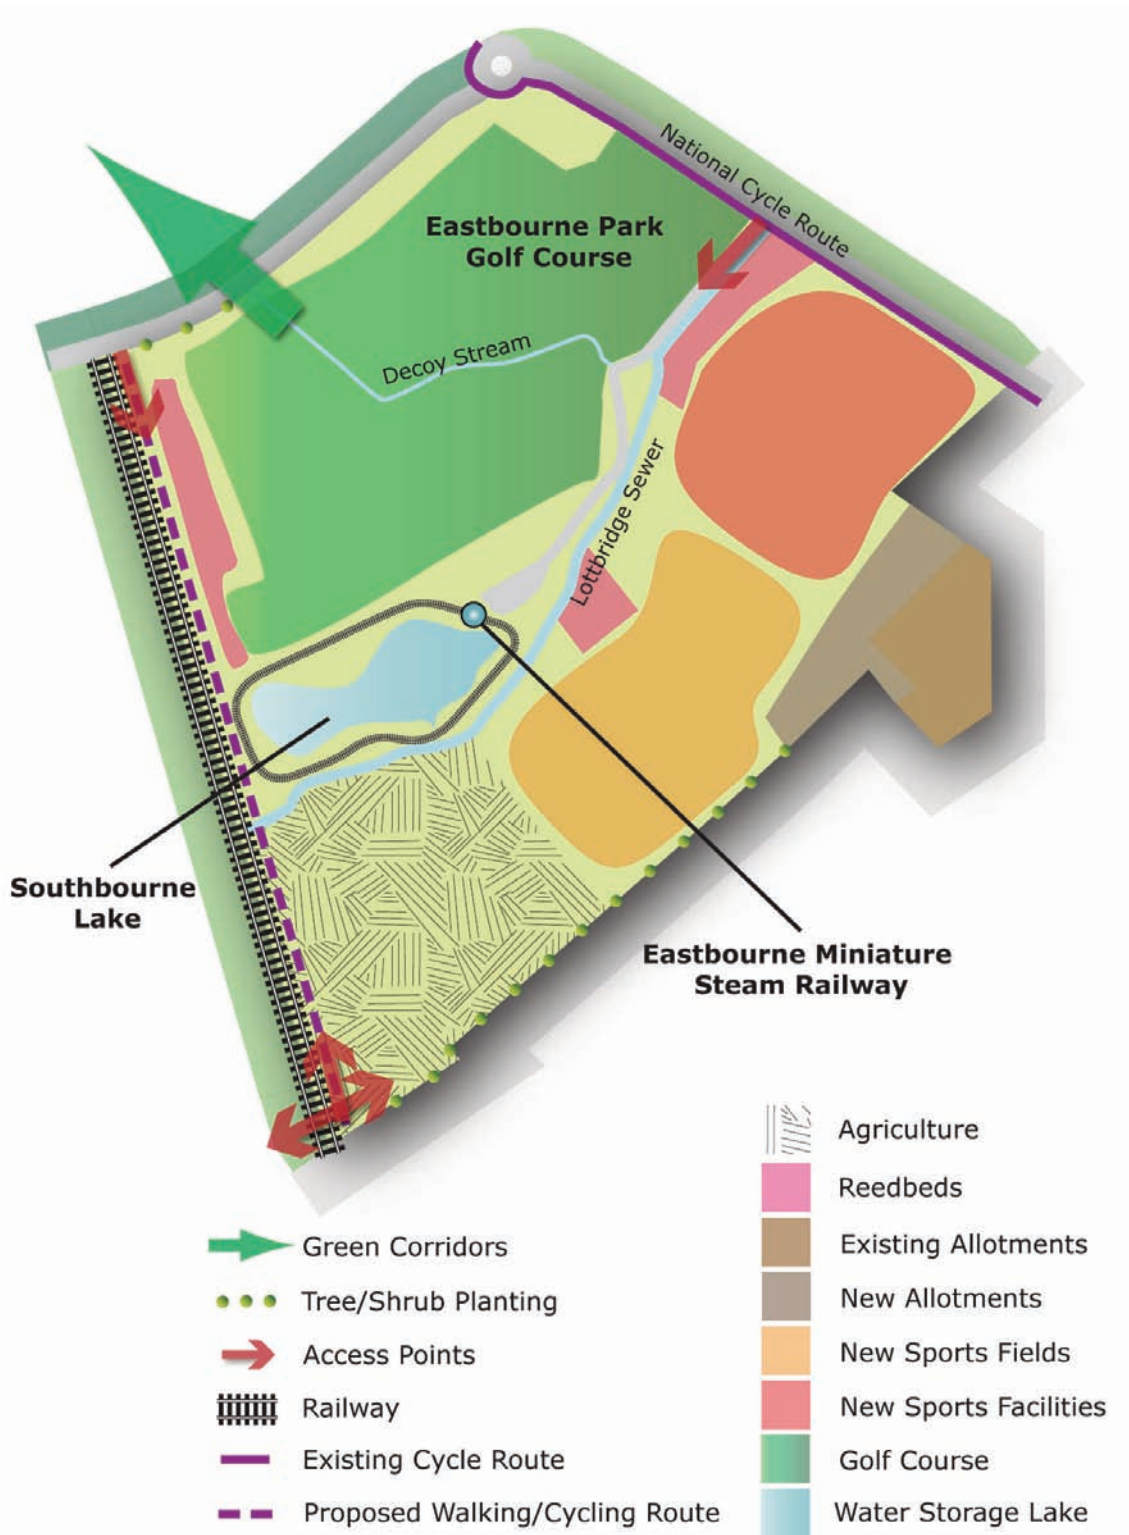 National Cycle Route
Eastbourne Park
Golf Course
Decoy Stream
Lottbridge Sewer
Southbourne
Lake
Eastbourne Miniature
Steam Railway
Green Corridors
Tree/Shrub Planting
Access Points
Railway
Existing Cycle Route
Proposed Walking/Cycling Route
Agriculture
Reedbeds
Existing Allotments
New Allotments
New Sports Fields
New Sports Facilities
Golf Course
Water Storage Lake